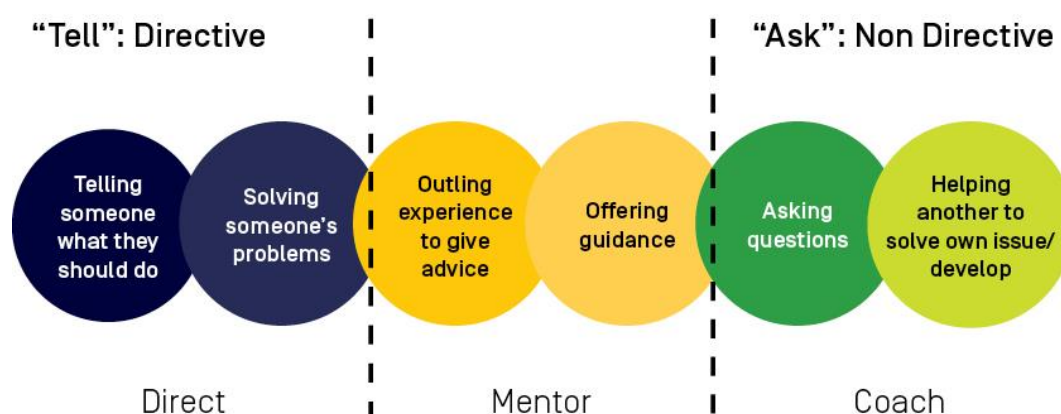 “Tell”: Directive
“Ask”: Non Directive
Telling
someone
what they
should do
Solving
someone’s
problems
Outling
experience
to give
advice
Offering
guidance
Asking
questions
Helping
another to
solve own issue/
develop
Direct
Mentor
Coach